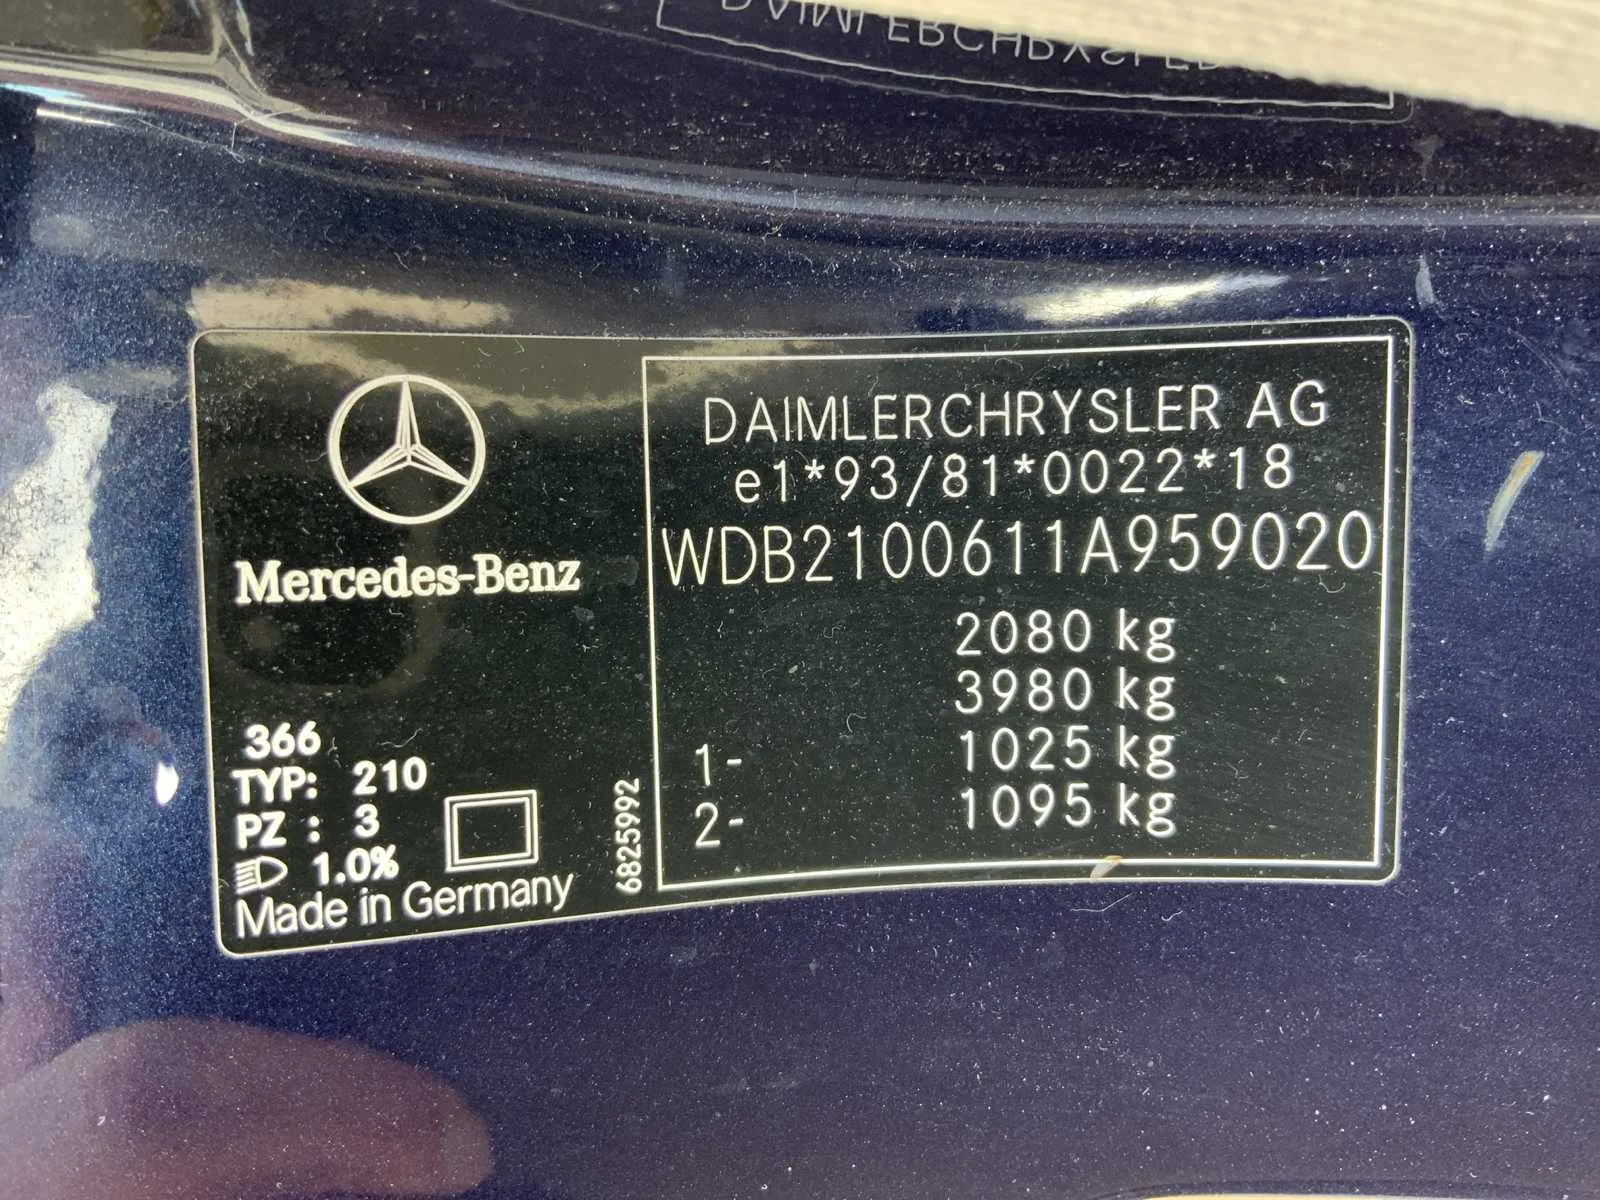 DAIMLERCHRYSLER
Mercedes-Benz
366
TYP: 210
PZ : 3
1.0%
Made in Germany
6825992
DAIMLERCHRYSLER AG
e1*93/81*0022*18
WDB2100611A959020
2080 kg
3980 kg
1- 1025 kg
2- 1095 kg